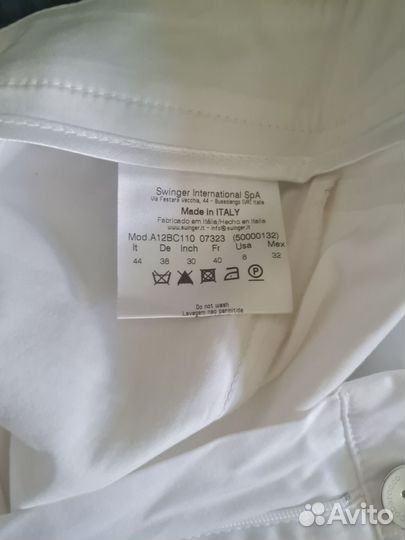 Swinger International SpA
Via Festara Vecchia, 44 - Bussolengo (VR) Italia
Made in ITALY
Fabricado em Itália/Hecho en Italia
www.swinger.it - info@swinger.it
Mod.A12BC110 07323 (50000132)
It De Inch Fr Usa Mex
44 38 30 40 8 32
Do not wash
Lavagem nao permitida
Avito